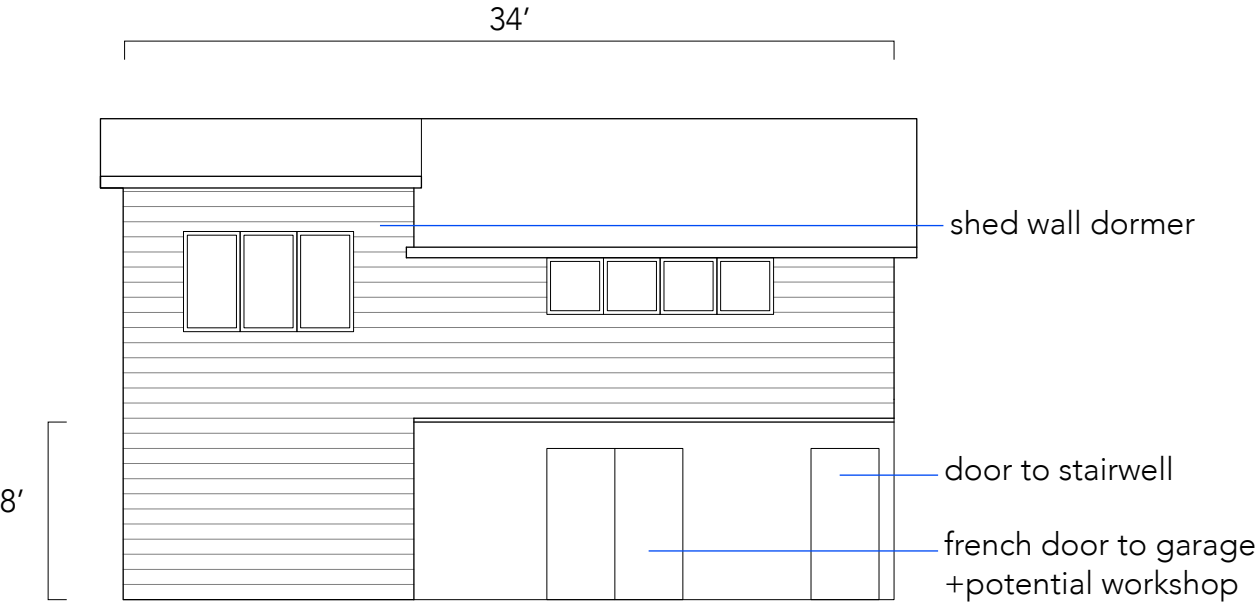 34′
shed wall dormer
door to stairwell
8′
french door to garage
+potential workshop